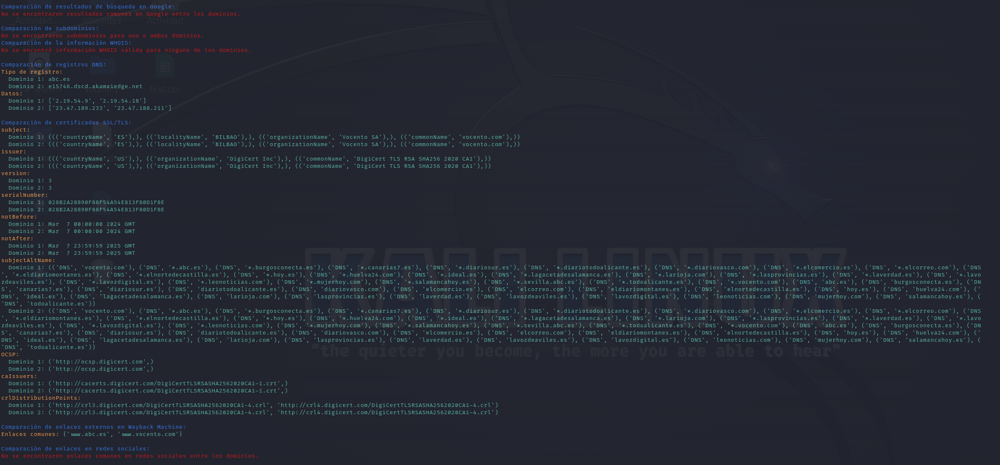 Comparación de resultados de búsqueda en Google:
No se encontraron resultados comunes en Google entre los dominios.
_Actividad.... volatility3 Actividad
Comparación de subdominios:
No se encontraron subdominios para uno o ambos dominios.
Comparación de la información WHOIS:
No se encontró información WHOIS válida para ninguno de los dominios.
Comparación de registros DNS:
Tipo de registro:
Dominio 1: abc.es
Dominio 2: e15746.dscd.akamaiedge.net
test.csv
Datos:
Dominio 1: ['2.19.54.9', '2.19.54.18']
Dominio 2: ['23.47.189.233', '23.47.188.211']
Comparación de certificados SSL/TLS:
subject:
Dominio 1: ((('countryName', 'ES'),), (('localityName', 'BILBAO'),), (('organizationName', 'Vocento SA'),), (('commonName', 'vocento.com'),))
Dominio 2: ((('countryName', 'ES'),), (('localityName', 'BILBAO'),), (('organizationName', 'Vocento SA'),), (('commonName', 'vocento.com'),))
issuer:
Dominio 1: ((('countryName', 'US'),), (('organizationName', 'DigiCert Inc'),), (('commonName', 'DigiCert TLS RSA SHA256 2020 CA1'),))
Dominio 2: ((('countryName', 'US'),), (('organizationName', 'DigiCert Inc'),), (('commonName', 'DigiCert TLS RSA SHA256 2020 CA1'),))
version:
Dominio 1: 3
Dominio 2: 3
serialNumber:
Dominio 1: 028B2A28890F88F54A54E813F80D1F8E
Dominio 2: 028B2A28890F88F54A54E813F80D1F8E
notBefore:
Dominio 1: Mar  7 00:00:00 2024 GMT
Dominio 2: Mar  7 00:00:00 2024 GMT
notAfter:
Dominio 1: Mar  7 23:59:59 2025 GMT
Dominio 2: Mar  7 23:59:59 2025 GMT
subjectAltName:
Dominio 1: (('DNS', 'vocento.com'), ('DNS', '*.abc.es'), ('DNS', '*.burgosconecta.es'), ('DNS', '*.canarias7.es'), ('DNS', '*.diariosur.es'), ('DNS', '*.diariotodoalicante.es'), ('DNS', '*.diariovasco.com'), ('DNS', '*.elcomercio.es'), ('DNS', '*.elcorreo.com'), ('DNS
', '*.eldiariomontanes.es'), ('DNS', '*.elnortedecastilla.es'), ('DNS', '*.hoy.es'), ('DNS', '*.huelva24.com'), ('DNS', '*.ideal.es'), ('DNS', '*.lagacetadesalamanca.es'), ('DNS', '*.larioja.com'), ('DNS', '*.lasprovincias.es'), ('DNS', '*.laverdad.es'), ('DNS', '*.lavo
zdeaviles.es'), ('DNS', '*.lavozdigital.es'), ('DNS', '*.leonoticias.com'), ('DNS', '*.mujerhoy.com'), ('DNS', '*.salamancahoy.es'), ('DNS', '*.sevilla.abc.es'), ('DNS', '*.todoalicante.es'), ('DNS', '*.vocento.com'), ('DNS', 'abc.es'), ('DNS', 'burgosconecta.es'), ('DN
S', 'canarias7.es'), ('DNS', 'diariosur.es'), ('DNS', 'diariotodoalicante.es'), ('DNS', 'diariovasco.com'), ('DNS', 'elcomercio.es'), ('DNS', 'elcorreo.com'), ('DNS', 'eldiariomontanes.es'), ('DNS', 'elnortedecastilla.es'), ('DNS', 'hoy.es'), ('DNS', 'huelva24.com'), ('
DNS', 'ideal.es'), ('DNS', 'lagacetadesalamanca.es'), ('DNS', 'larioja.com'), ('DNS', 'lasprovincias.es'), ('DNS', 'laverdad.es'), ('DNS', 'lavozdeaviles.es'), ('DNS', 'lavozdigital.es'), ('DNS', 'leonoticias.com'), ('DNS', 'mujerhoy.com'), ('DNS', 'salamancahoy.es'), (
'DNS', 'todoalicante.es'))
Dominio 2: (('DNS', 'vocento.com'), ('DNS', '*.abc.es'), ('DNS', '*.burgosconecta.es'), ('DNS', '*.canarias7.es'), ('DNS', '*.diariosur.es'), ('DNS', '*.diariotodoalicante.es'), ('DNS', '*.diariovasco.com'), ('DNS', '*.elcomercio.es'), ('DNS', '*.elcorreo.com'), ('DNS
', '*.eldiariomontanes.es'), ('DNS', '*.elnortedecastilla.es'), ('DNS', '*.hoy.es'), ('DNS', '*.huelva24.com'), ('DNS', '*.ideal.es'), ('DNS', '*.lagacetadesalamanca.es'), ('DNS', '*.larioja.com'), ('DNS', '*.lasprovincias.es'), ('DNS', '*.laverdad.es'), ('DNS', '*.lavo
zdeaviles.es'), ('DNS', '*.lavozdigital.es'), ('DNS', '*.leonoticias.com'), ('DNS', '*.mujerhoy.com'), ('DNS', '*.salamancahoy.es'), ('DNS', '*.sevilla.abc.es'), ('DNS', '*.todoalicante.es'), ('DNS', '*.vocento.com'), ('DNS', 'abc.es'), ('DNS', 'burgosconecta.es'), ('DN
S', 'canarias7.es'), ('DNS', 'diariosur.es'), ('DNS', 'diariotodoalicante.es'), ('DNS', 'diariovasco.com'), ('DNS', 'elcomercio.es'), ('DNS', 'elcorreo.com'), ('DNS', 'eldiariomontanes.es'), ('DNS', 'elnortedecastilla.es'), ('DNS', 'hoy.es'), ('DNS', 'huelva24.com'), ('
DNS', 'ideal.es'), ('DNS', 'lagacetadesalamanca.es'), ('DNS', 'larioja.com'), ('DNS', 'lasprovincias.es'), ('DNS', 'laverdad.es'), ('DNS', 'lavozdeaviles.es'), ('DNS', 'lavozdigital.es'), ('DNS', 'leonoticias.com'), ('DNS', 'mujerhoy.com'), ('DNS', 'salamancahoy.es'), (
'DNS', 'todoalicante.es'))
KALI LINUX
"the quieter you become, the more you are able to hear"
OCSP:
Dominio 1: ('http://ocsp.digicert.com',)
Dominio 2: ('http://ocsp.digicert.com',)
caIssuers:
Dominio 1: ('http://cacerts.digicert.com/DigiCertTLSRSASHA2562020CA1-1.crt',)
Dominio 2: ('http://cacerts.digicert.com/DigiCertTLSRSASHA2562020CA1-1.crt',)
crlDistributionPoints:
Dominio 1: ('http://crl3.digicert.com/DigiCertTLSRSASHA2562020CA1-4.crl', 'http://crl4.digicert.com/DigiCertTLSRSASHA2562020CA1-4.crl')
Dominio 2: ('http://crl3.digicert.com/DigiCertTLSRSASHA2562020CA1-4.crl', 'http://crl4.digicert.com/DigiCertTLSRSASHA2562020CA1-4.crl')
Comparación de enlaces externos en Wayback Machine:
Enlaces comunes: {'www.abc.es', 'www.vocento.com'}
Comparación de enlaces en redes sociales:
No se encontraron enlaces comunes en redes sociales entre los dominios.